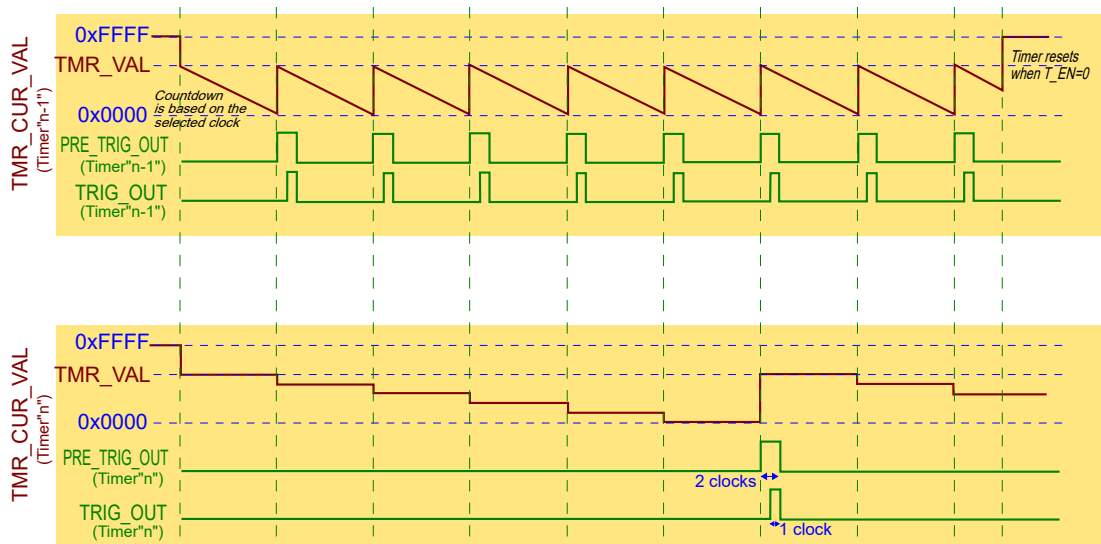 TMR_CUR_VAL
(Timer"n-1")
0xFFFF
TMR_VAL
0x0000
Countdown
is based on the
selected clock
Timer resets
when T_EN=0
PRE_TRIG_OUT
(Timer"n-1")
TRIG_OUT
(Timer"n-1")
TMR_CUR_VAL
(Timer"n")
0xFFFF
TMR_VAL
0x0000
PRE_TRIG_OUT
(Timer"n")
2 clocks
TRIG_OUT
(Timer"n")
1 clock